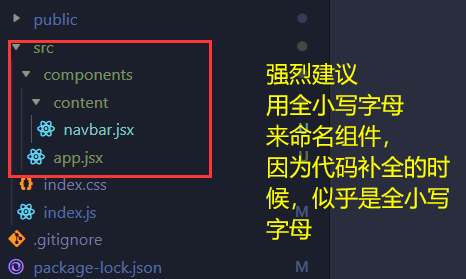 public
src
components
content
navbar.jsx
app.jsx
index.css
index.js
M
.gitignore
package-lock.json
M
强烈建议
用全小写字母
来命名组件，
因为代码补全的时
候，似乎是全小写
字母